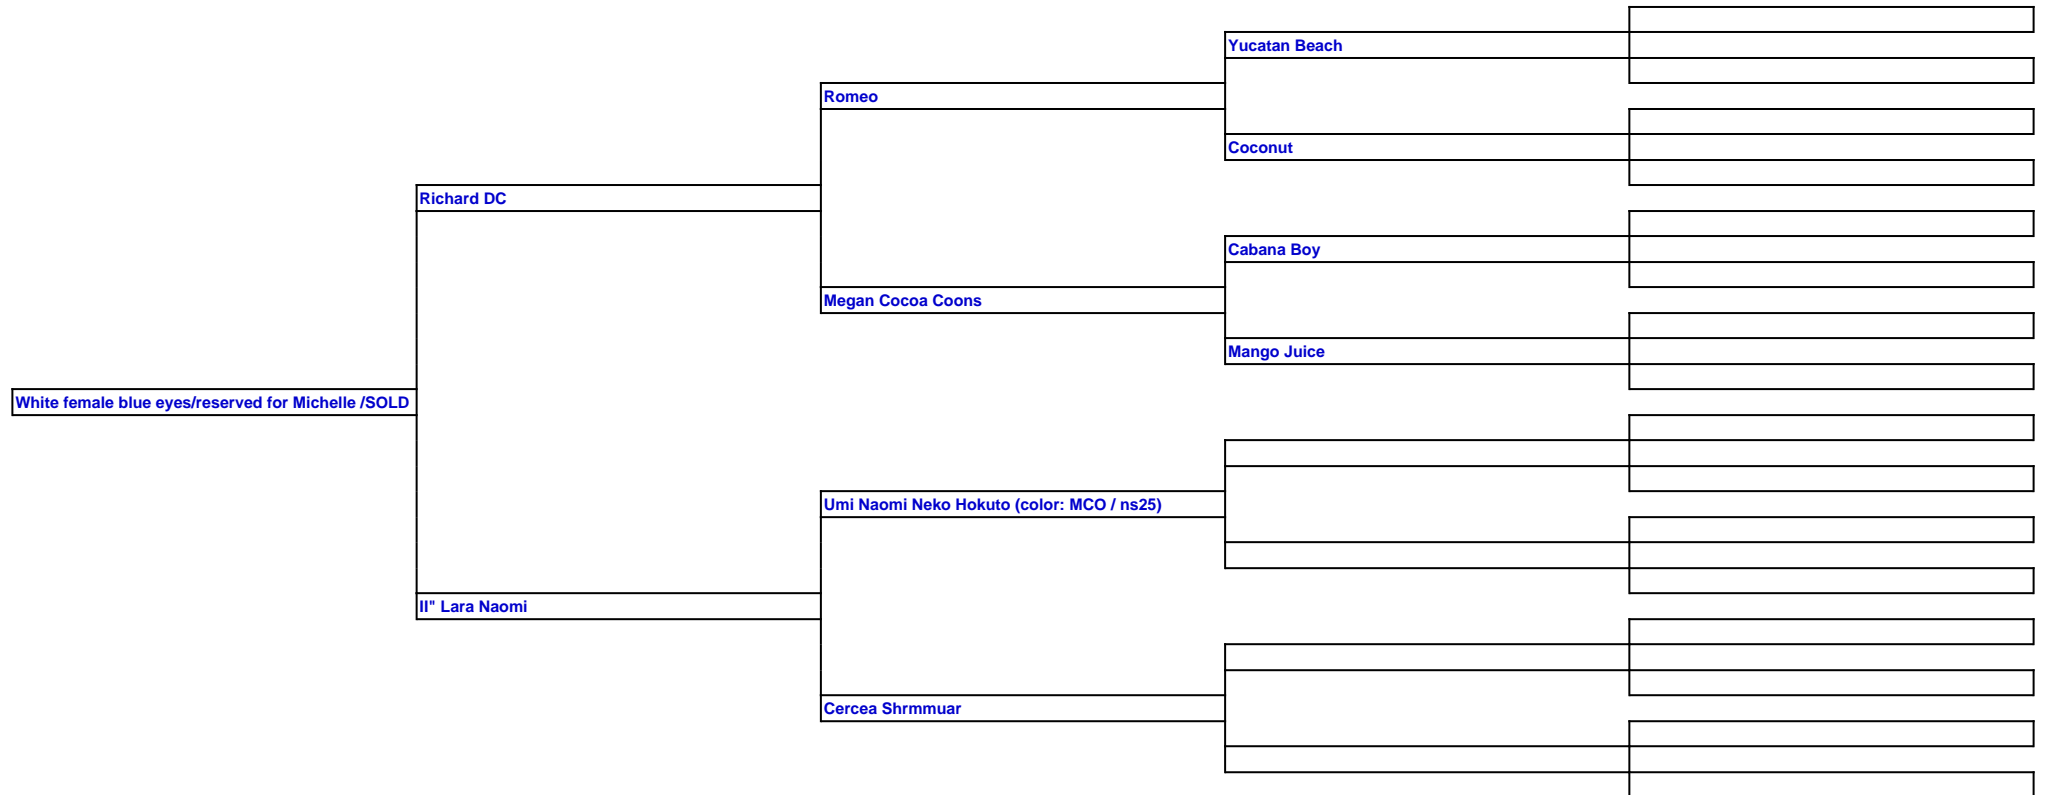 Yucatan Beach
Romeo
Coconut
Richard DC
Cabana Boy
Megan Cocoa Coons
Mango Juice
White female blue eyes/reserved for Michelle /SOLD
Umi Naomi Neko Hokuto (color: MCO / ns25)
II" Lara Naomi
Cercea Shrmmuar